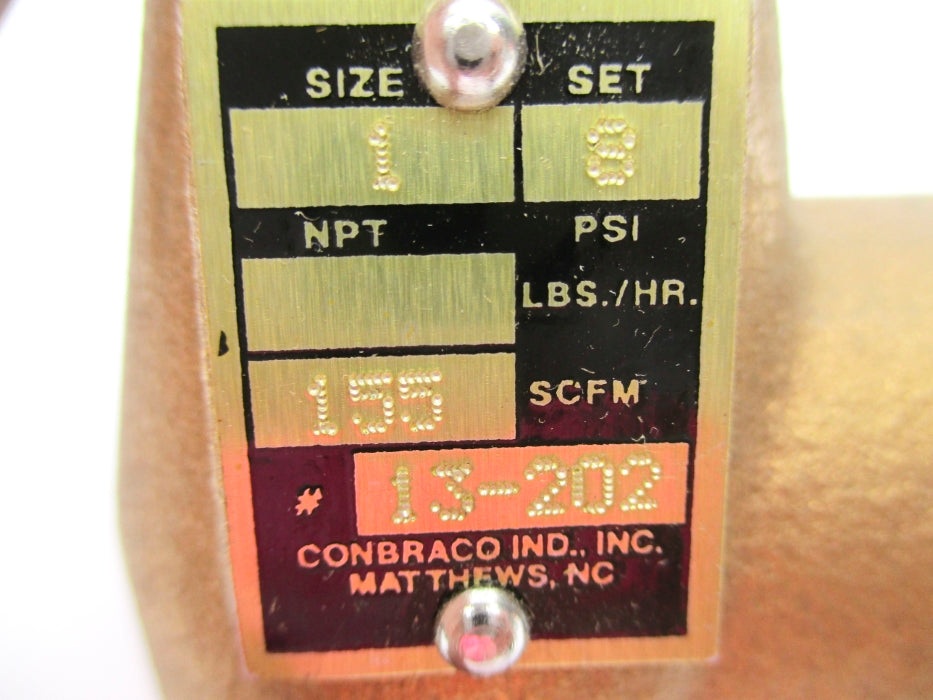 SIZE SET
1 8
NPT PSI
LBS./HR.
155 SCFM
# 13-202
CONBRACO IND., INC.
MATTHEWS, NC